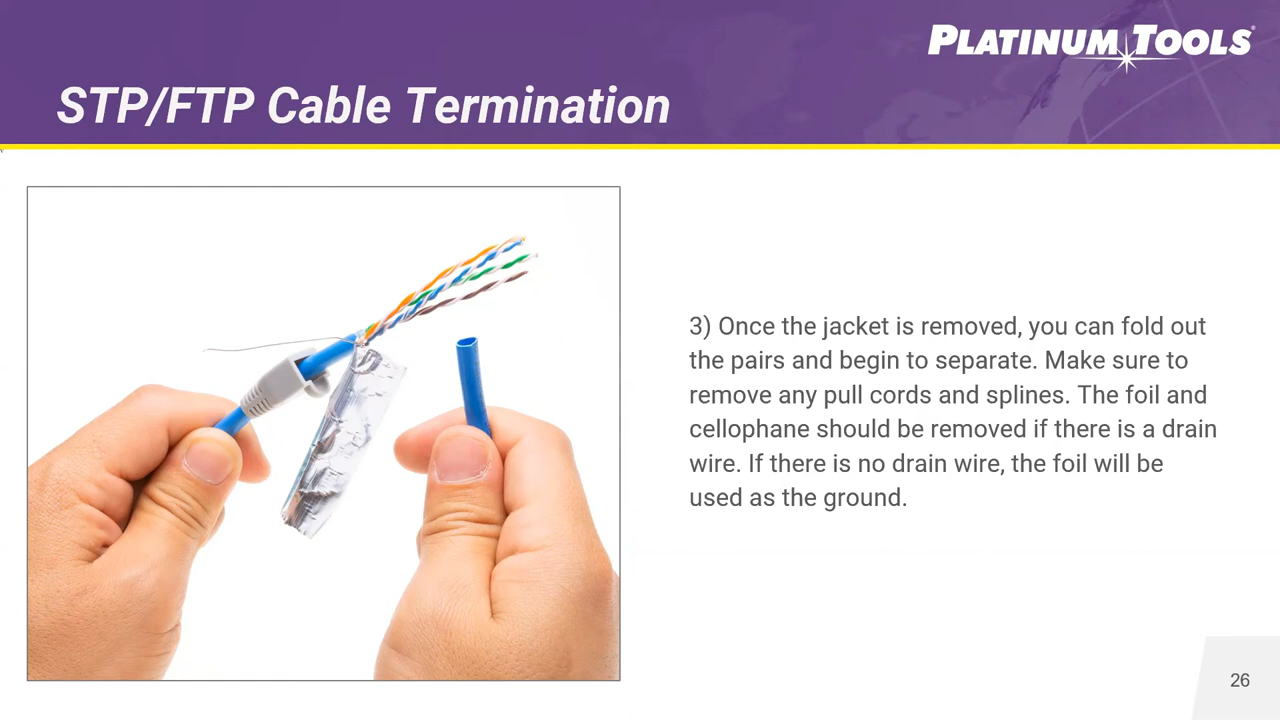 PLATINUM TOOLS®
STP/FTP Cable Termination
3) Once the jacket is removed, you can fold out
the pairs and begin to separate. Make sure to
remove any pull cords and splines. The foil and
cellophane should be removed if there is a drain
wire. If there is no drain wire, the foil will be
used as the ground.
26